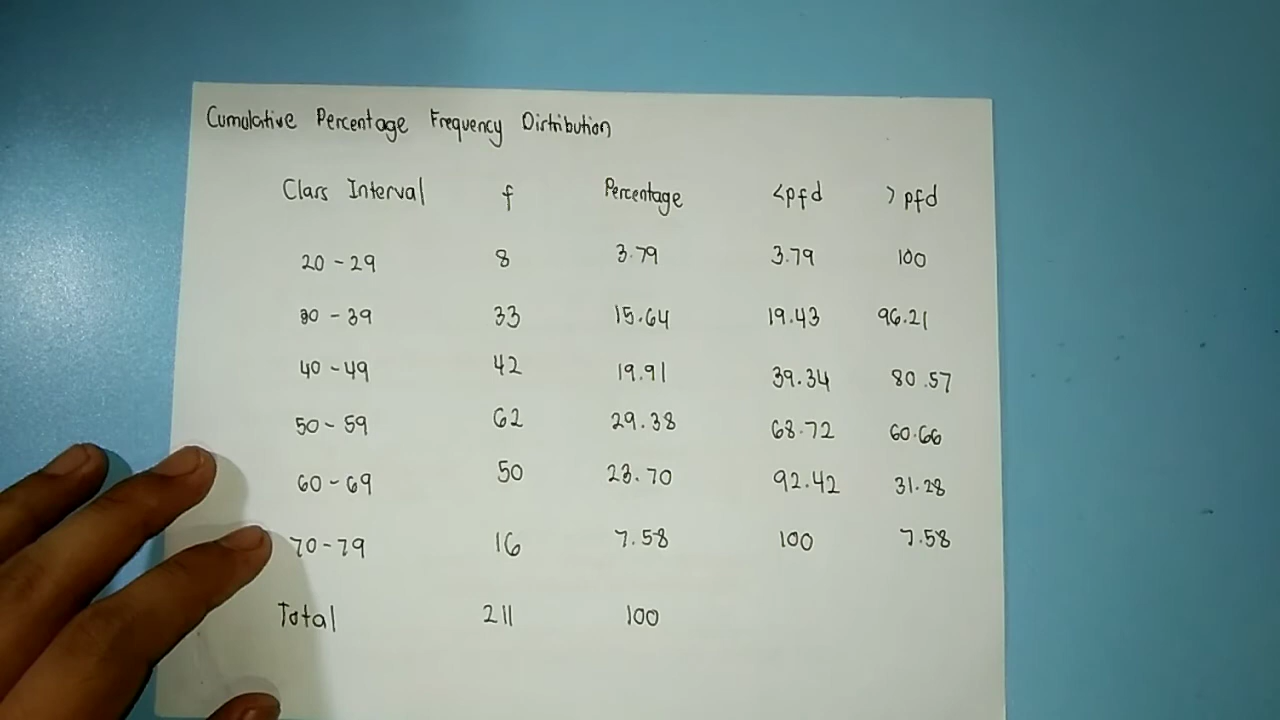 Cumulative Percentage Frequency Distribution
Class Interval f Percentage <pfd >pfd
20 - 29 8 3.79 3.79 100
30 - 39 33 15.64 19.43 96.21
40 - 49 42 19.91 39.34 80.57
50 - 59 62 29.38 68.72 60.66
60 - 69 50 23.70 92.42 31.28
70 - 79 16 7.58 100 7.58
Total 211 100